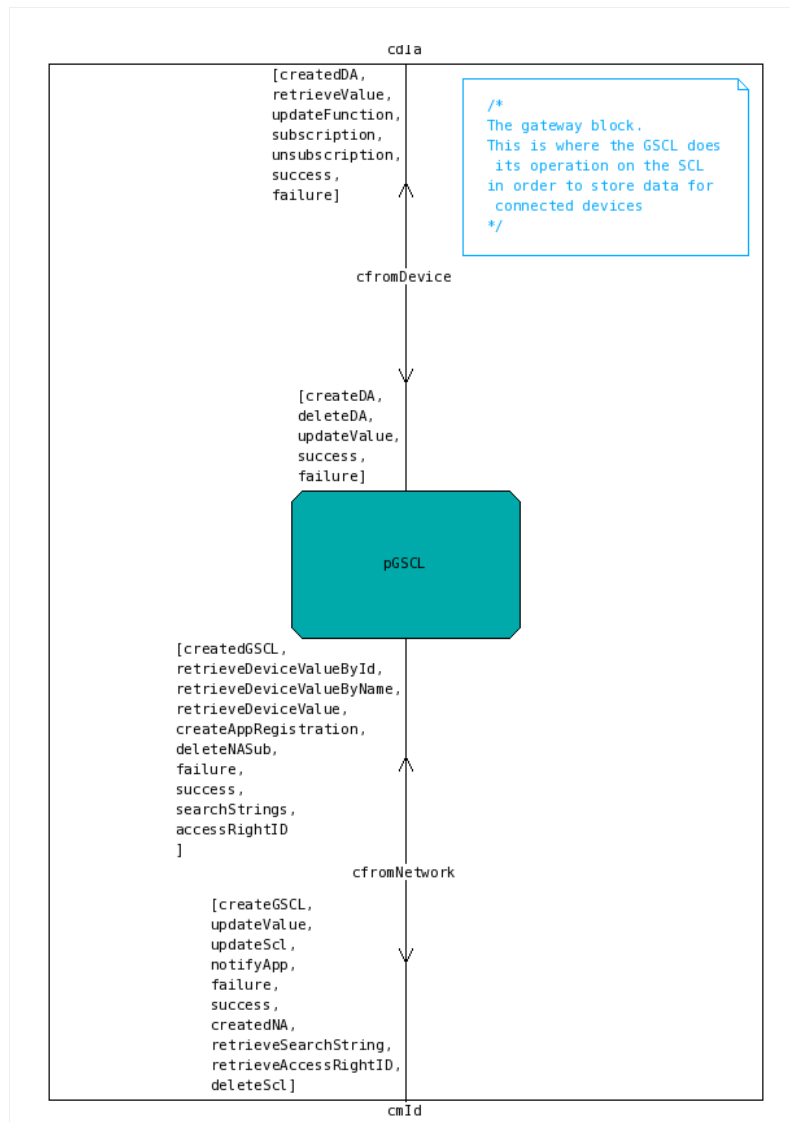 cdIa
[createdDA,
retrieveValue,
updateFunction,
subscription,
unsubscription,
success,
failure]
/*
The gateway block.
This is where the GSCL does
its operation on the SCL
in order to store data for
connected devices
*/
cfromDevice
[createDA,
deleteDA,
updateValue,
success,
failure]
pGSCL
[createdGSCL,
retrieveDeviceValueById,
retrieveDeviceValueByName,
retrieveDeviceValue,
createAppRegistration,
deleteNASub,
failure,
success,
searchStrings,
accessRightID
]
cfromNetwork
[createGSCL,
updateValue,
updateScl,
notifyApp,
failure,
success,
createdNA,
retrieveSearchString,
retrieveAccessRightID,
deleteScl]
cmId